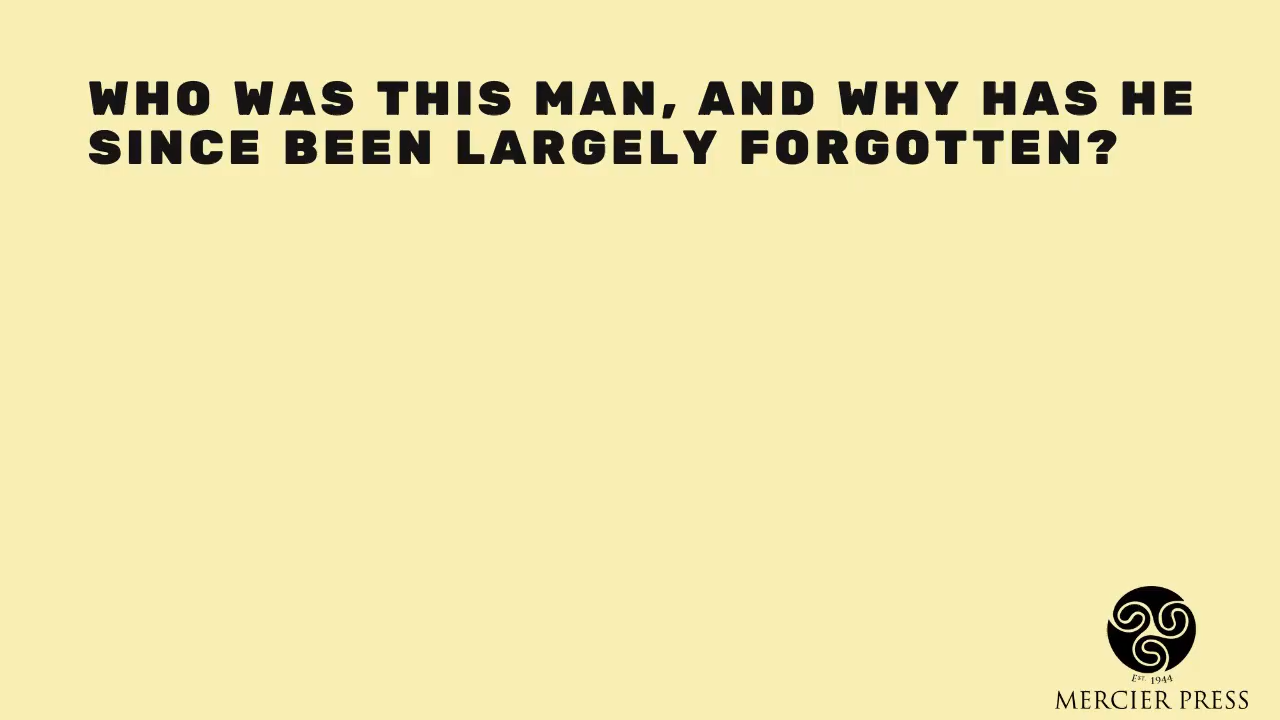 WHO WAS THIS MAN, AND WHY HAS HE
SINCE BEEN LARGELY FORGOTTEN?
EST. 1944
MERCIER PRESS